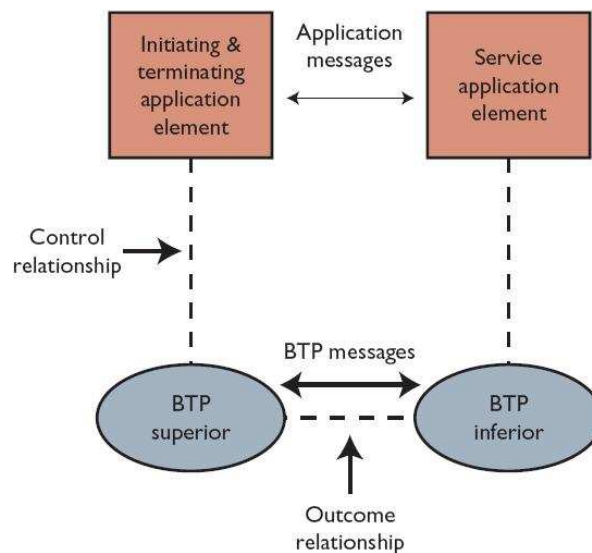 Initiating &
terminating
application
element
Application
messages
Service
application
element
Control
relationship
BTP messages
BTP
superior
BTP
inferior
Outcome
relationship